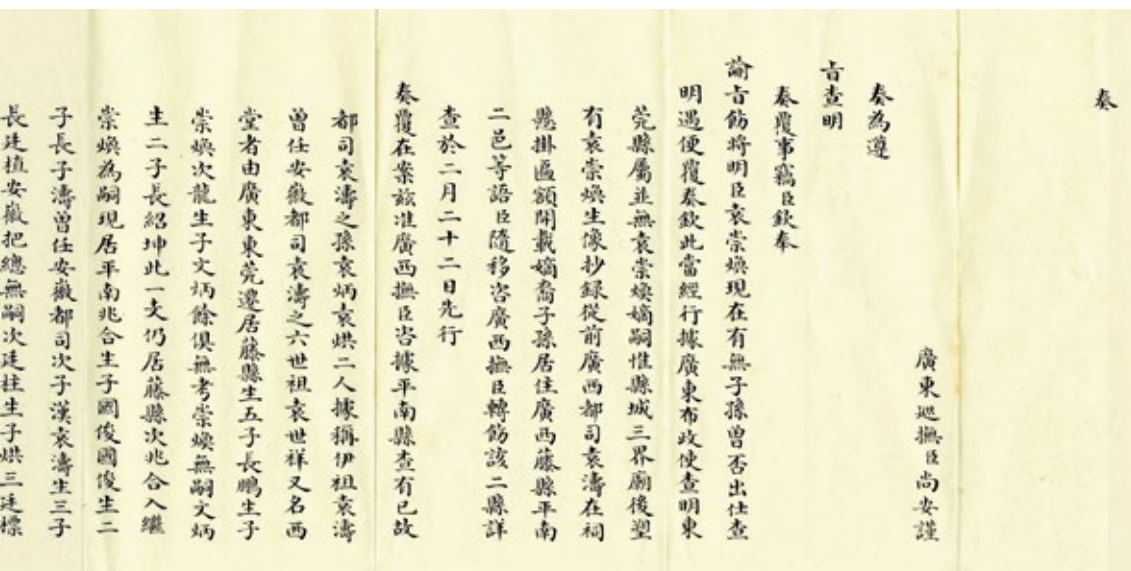 奏
廣東巡撫臣尚安謹
奏為遵
旨查明
奏覆事竊臣欽奉
諭旨飭將明臣袁崇煥現在有無子孫曾否出仕查
明遇便覆奏欽此當經行據廣東布政使查明東
莞縣屬並無袁崇煥嫡嗣惟縣城三界廟後塑
有袁崇煥生像抄録從前廣西都司袁濤在祠
懸掛匾額開載嫡裔子孫居住廣西藤縣平南
二邑等語臣隨移咨廣西撫臣轉飭該二縣詳
查於二月二十二日先行
奏覆在案茲准廣西撫臣咨據平南縣查有已故
都司袁濤之孫袁炳袁烘二人據稱伊祖袁濤
曾任安徽都司袁濤之六世祖袁世祥又名西
堂者由廣東東莞遷居藤縣生五子長鵬生子
崇煥次龍生子文炳餘俱無考崇煥無嗣文炳
生二子長紹坤此一支仍居藤縣次兆合入繼
崇煥為嗣現居平南兆合生子國俊國俊生二
子長子濤曾任安徽都司次子漢袁濤生三子
長廷植安徽把總無嗣次廷拄生子烘三廷標